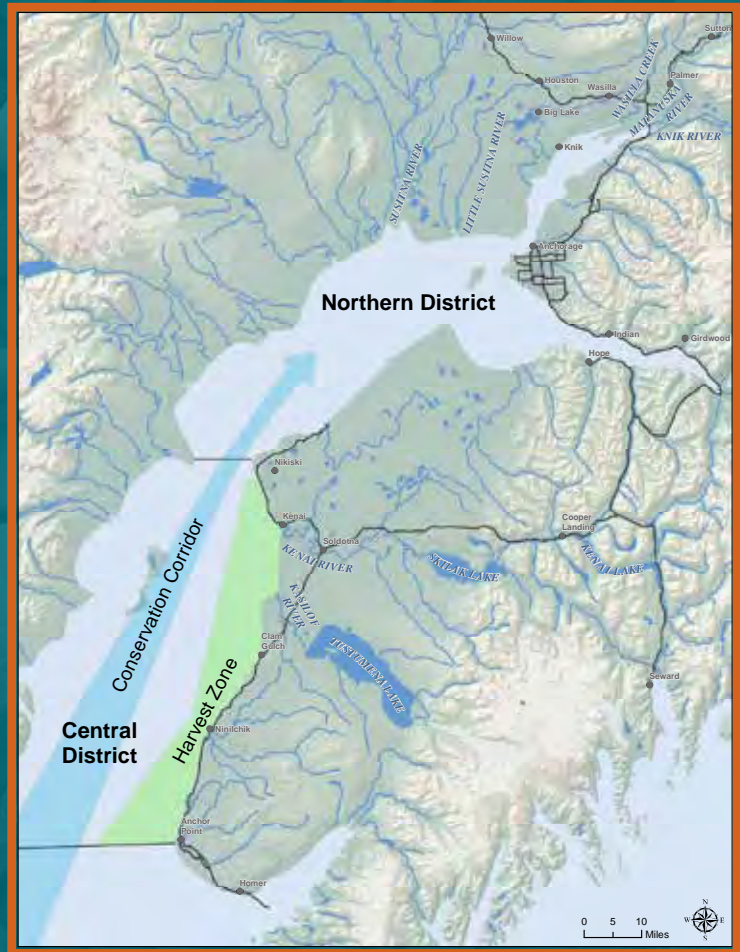 Willow
Sutton
Houston
Wasilla
WASILLA CREEK
Palmer
MATANUSKA
RIVER
Big Lake
KNIK RIVER
Knik
SUSITNA RIVER
LITTLE SUSITNA RIVER
Anchorage
Northern District
Indian
Girdwood
Hope
Nikiski
Kenai
Cooper
Landing
Soldotna
KENAI RIVER
SKILAK LAKE
KENAI LAKE
KASILOF
RIVER
Conservation Corridor
Clam
Gulch
TUSTUMENA LAKE
Harvest Zone
Seward
Central
District
Ninilchik
Anchor
Point
Homer
N
W
E
S
0 5 10
Miles